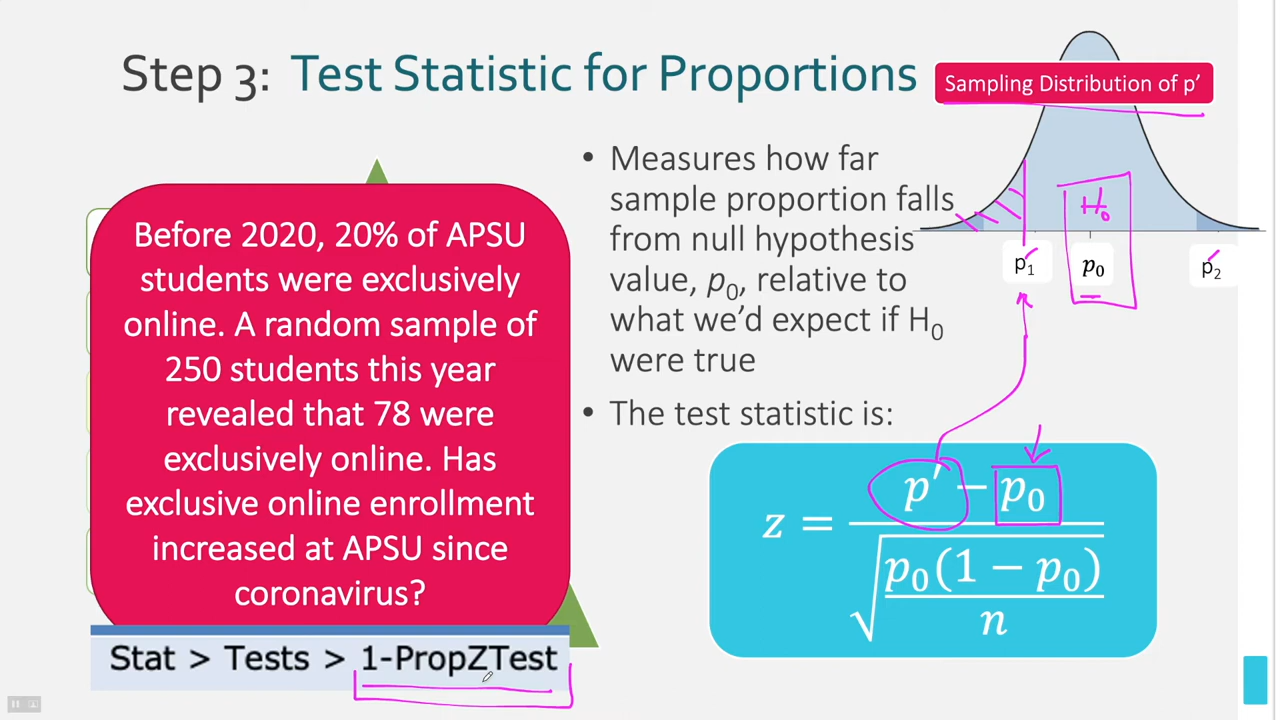 Step 3: Test Statistic for Proportions
Sampling Distribution of p′
Before 2020, 20% of APSU
students were exclusively
online. A random sample of
250 students this year
revealed that 78 were
exclusively online. Has
exclusive online enrollment
increased at APSU since
coronavirus?
Stat > Tests > 1-PropZTest
• Measures how far
sample proportion falls
from null hypothesis
value, p₀, relative to
what we’d expect if H₀
were true
• The test statistic is:
z = (p′ − p₀) / √(p₀(1 − p₀) / n)
H₀
p₁′ p₀ p₂′